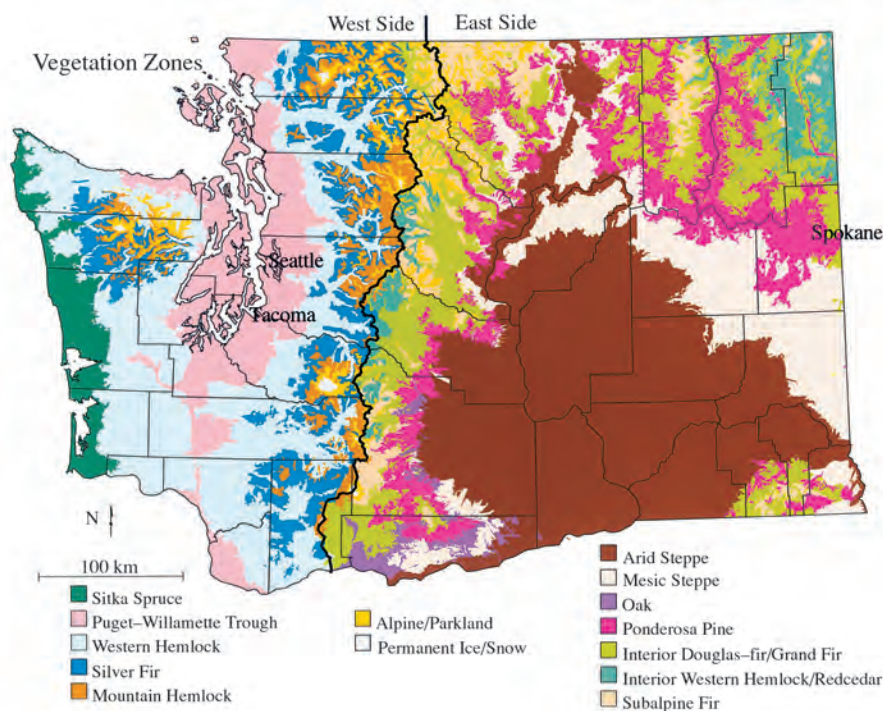 West Side
East Side
Vegetation Zones
Seattle
Tacoma
Spokane
N
100 km
Sitka Spruce
Puget–Willamette Trough
Western Hemlock
Silver Fir
Mountain Hemlock
Alpine/Parkland
Permanent Ice/Snow
Arid Steppe
Mesic Steppe
Oak
Ponderosa Pine
Interior Douglas–fir/Grand Fir
Interior Western Hemlock/Redcedar
Subalpine Fir